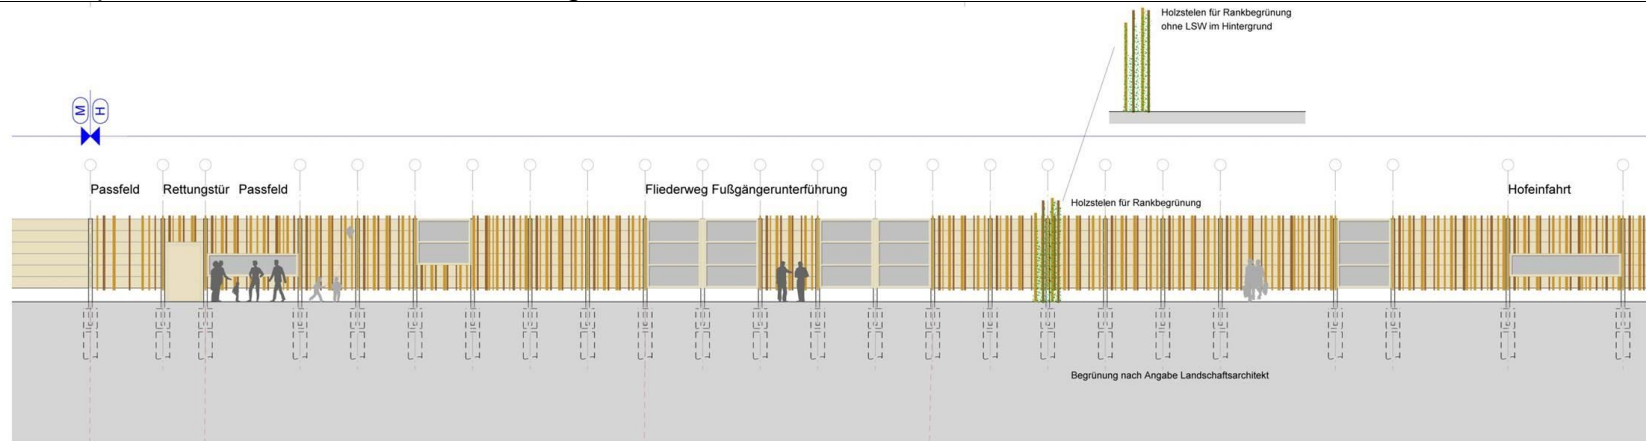 Holzstelen für Rankbegrünung
ohne LSW im Hintergrund
M H
Passfeld
Rettungstür
Passfeld
Fliederweg Fußgängerunterführung
Hofeinfahrt
Holzstelen für Rankbegrünung
Begrünung nach Angabe Landschaftsarchitekt